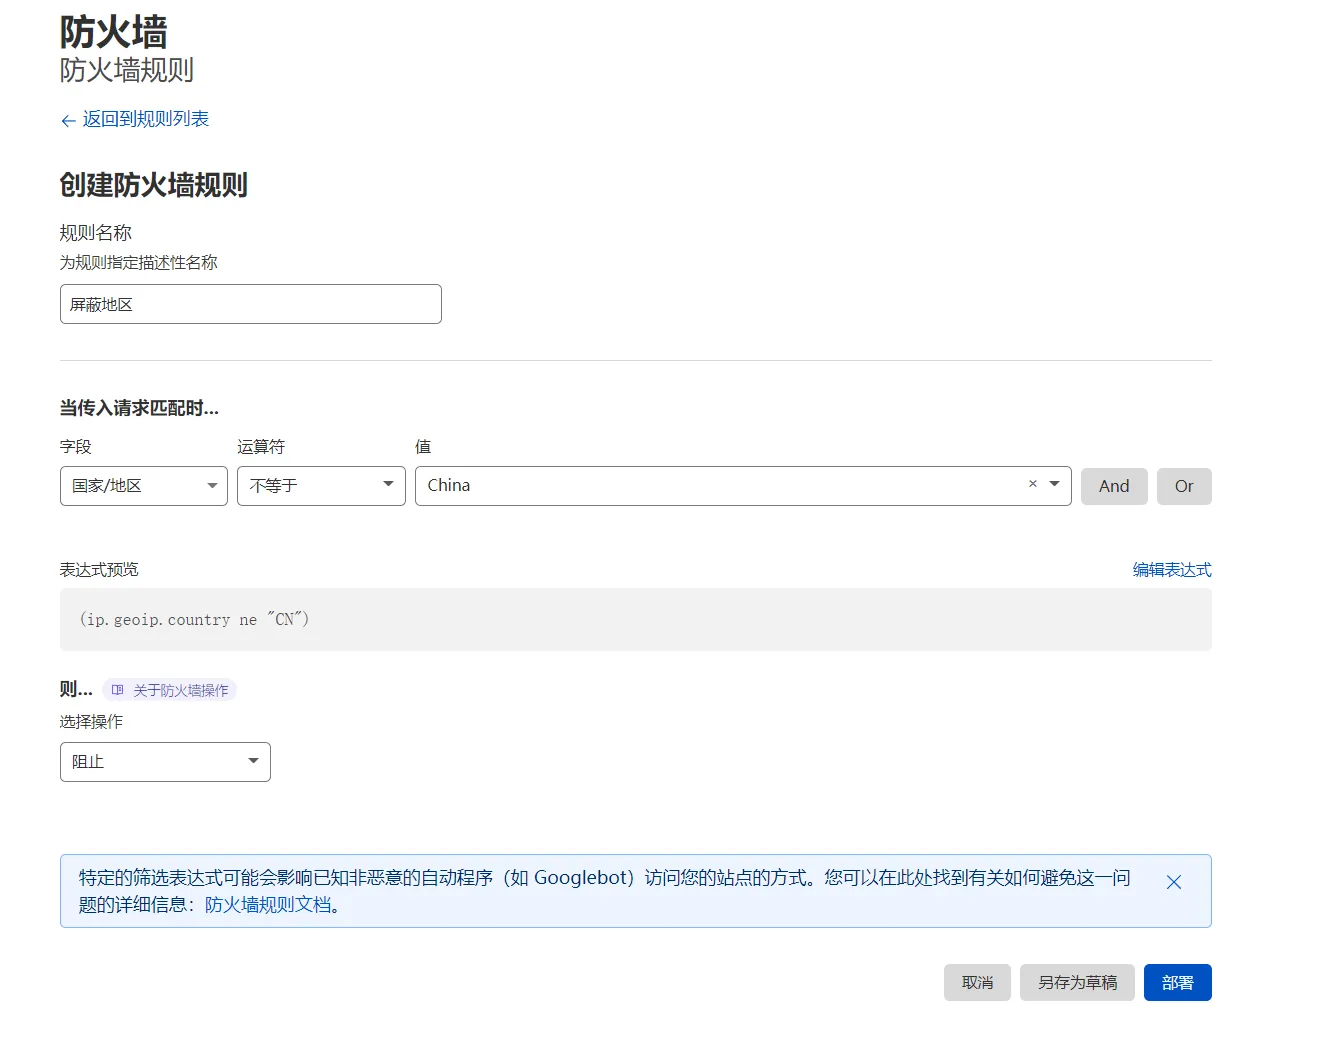 防火墙
防火墙规则
← 返回到规则列表
创建防火墙规则
规则名称
为规则指定描述性名称
屏蔽地区
当传入请求匹配时...
字段 运算符 值
国家/地区 不等于 China × And Or
表达式预览 编辑表达式
(ip.geoip.country ne "CN")
则... 关于防火墙操作
选择操作
阻止
特定的筛选表达式可能会影响已知非恶意的自动程序（如 Googlebot）访问您的站点的方式。您可以在此处找到有关如何避免这一问
题的详细信息：防火墙规则文档。
取消 另存为草稿 部署